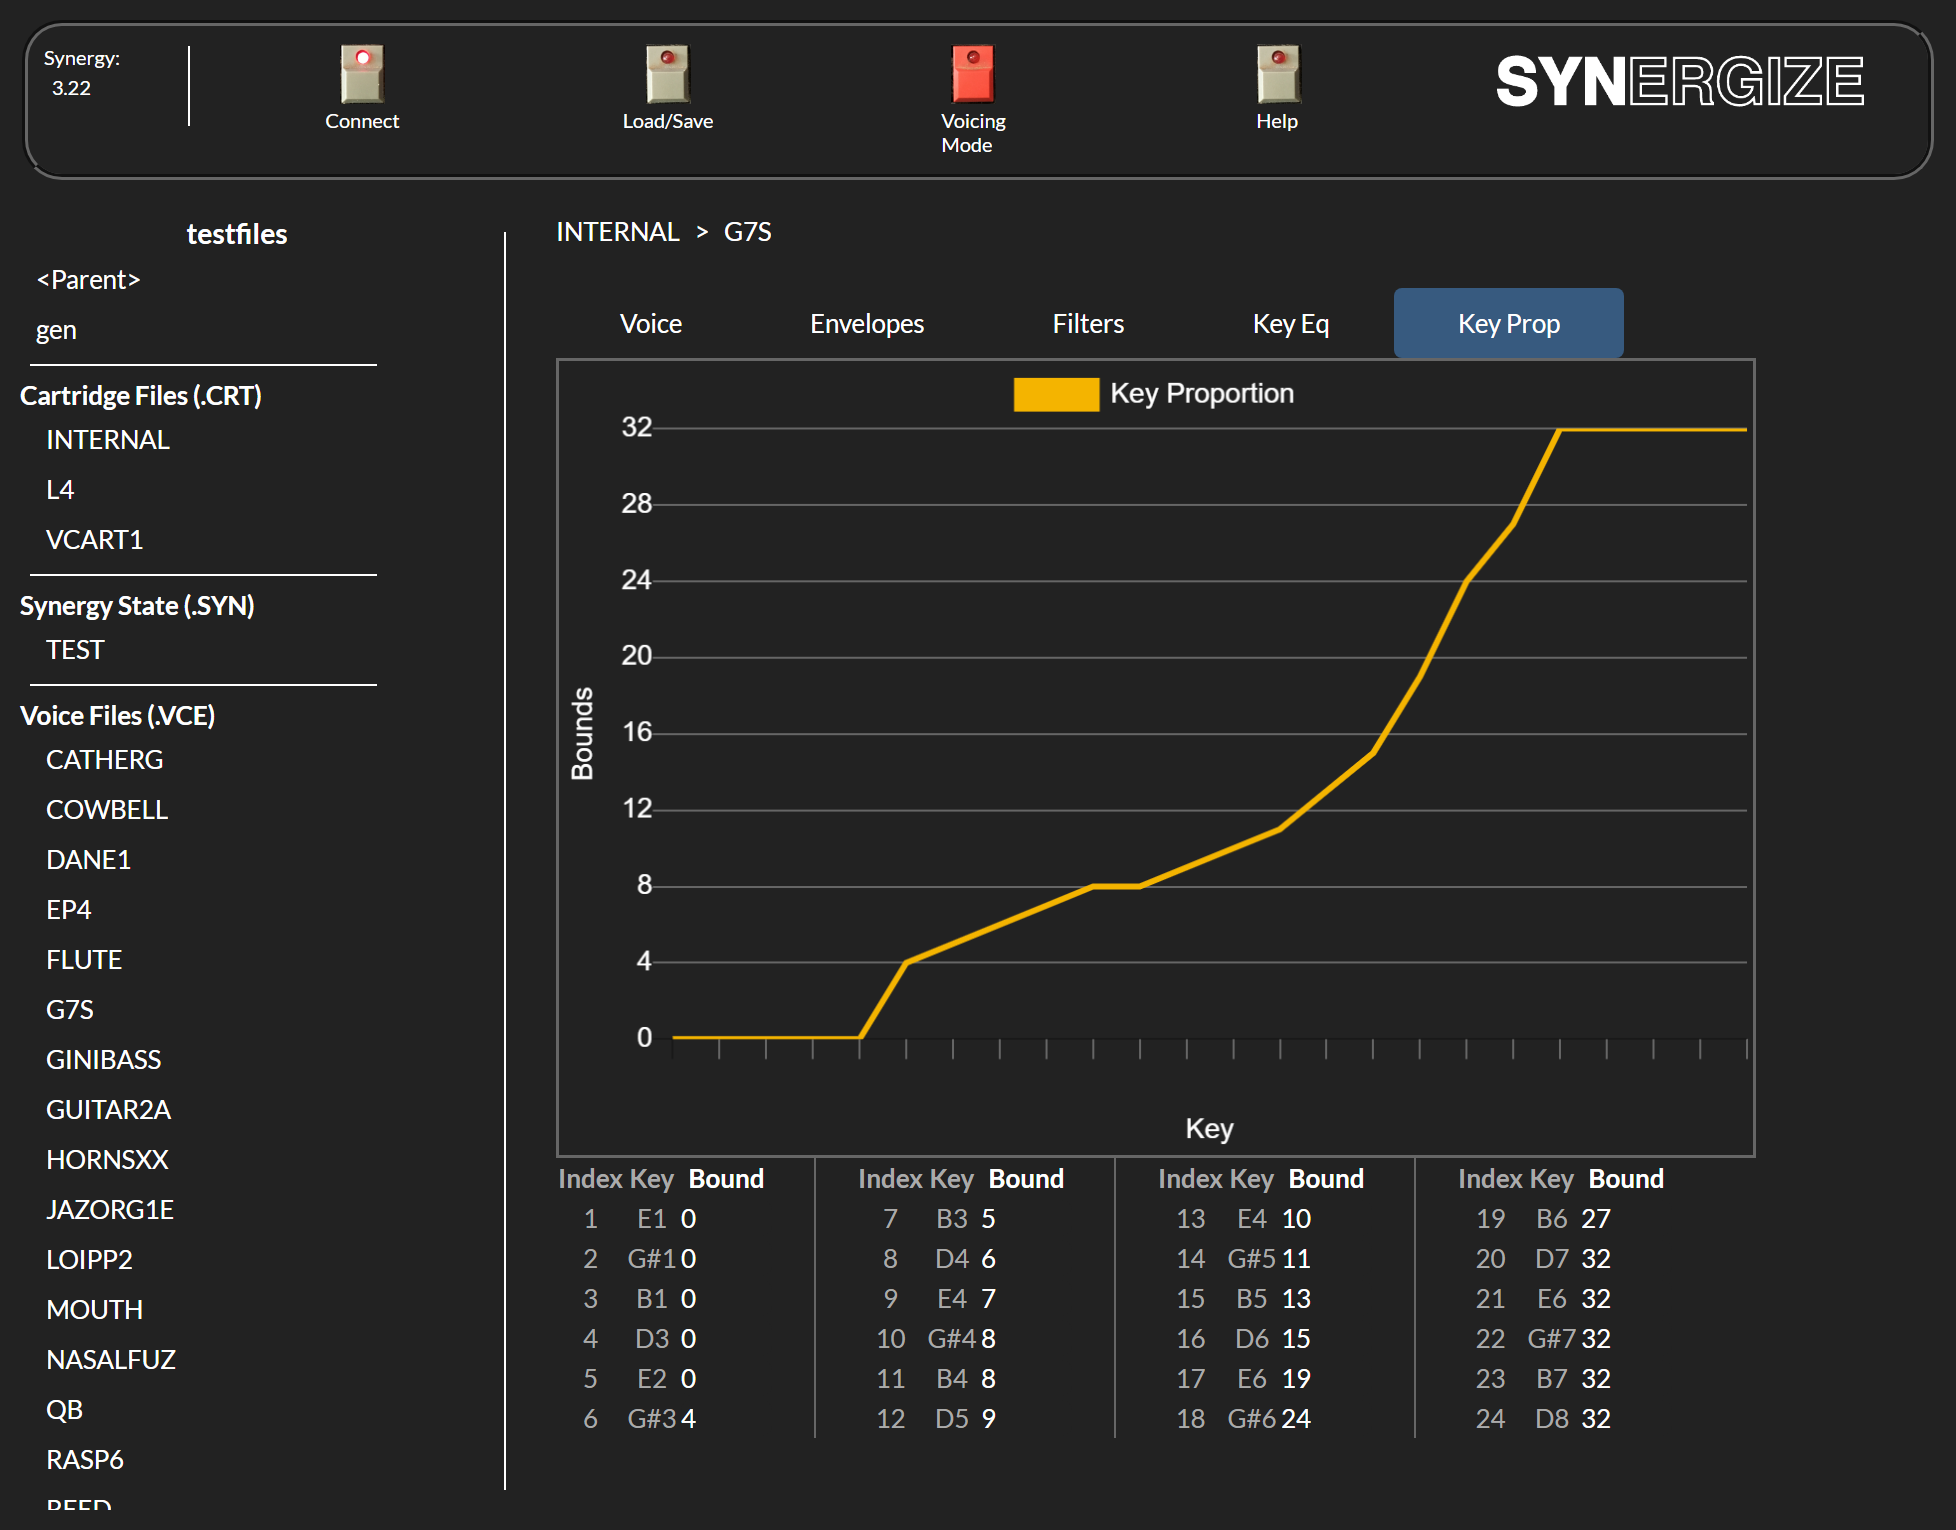 Synergy:
3.22
Connect
Load/Save
Voicing
Mode
Help
SYNERGIZE
testfiles
<Parent>
gen
Cartridge Files (.CRT)
INTERNAL
L4
VCART1
Synergy State (.SYN)
TEST
Voice Files (.VCE)
CATHERG
COWBELL
DANE1
EP4
FLUTE
G7S
GINIBASS
GUITAR2A
HORNSXX
JAZORG1E
LOIPP2
MOUTH
NASALFUZ
QB
RASP6
INTERNAL > G7S
Voice Envelopes Filters Key Eq Key Prop
Key Proportion
32
28
24
20
16
12
8
4
0
Bounds
Key
Index Key Bound Index Key Bound Index Key Bound Index Key Bound
1 E1 0 7 B3 5 13 E4 10 19 B6 27
2 G#1 0 8 D4 6 14 G#5 11 20 D7 32
3 B1 0 9 E4 7 15 B5 13 21 E6 32
4 D3 0 10 G#4 8 16 D6 15 22 G#7 32
5 E2 0 11 B4 8 17 E6 19 23 B7 32
6 G#3 4 12 D5 9 18 G#6 24 24 D8 32